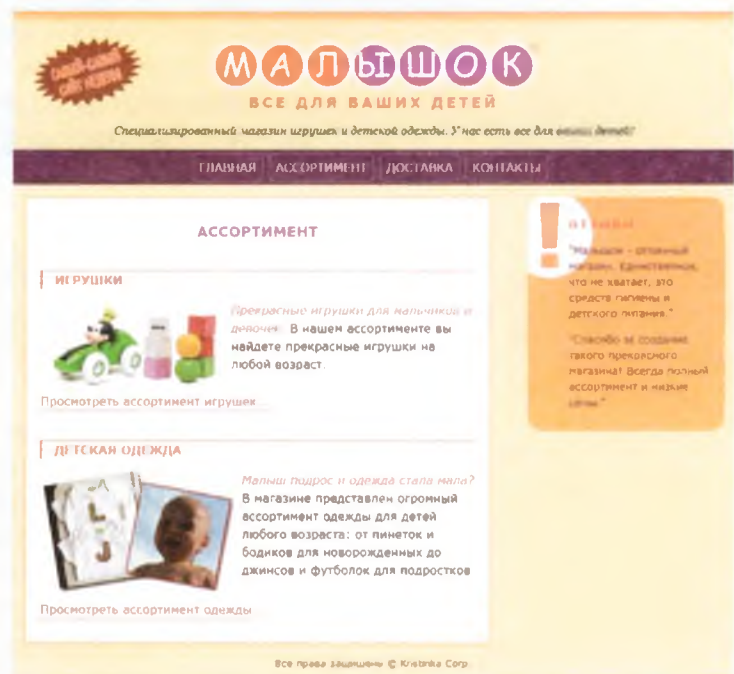 МАЛЫШОК
ВСЕ ДЛЯ ВАШИХ ДЕТЕЙ
Специализированный магазин игрушек и детской одежды. У нас есть все для ваших детей!
ГЛАВНАЯ АССОРТИМЕНТ ДОСТАВКА КОНТАКТЫ
АССОРТИМЕНТ
ИГРУШКИ
Прекрасные игрушки для мальчиков и
девочек. В нашем ассортименте вы
найдете прекрасные игрушки на
любой возраст.
Просмотреть ассортимент игрушек...
ДЕТСКАЯ ОДЕЖДА
Малыш подрос и одежда стала мала?
В магазине представлен огромный
ассортимент одежды для детей
любого возраста: от пинеток и
бодиков для новорожденных до
джинсов и футболок для подростков
Просмотреть ассортимент одежды...
!
ОТЗЫВЫ
"Малышок - отличный
магазин. Единственное,
что не хватает, это
средств гигиены и
детского питания."
"Спасибо за создание
такого прекрасного
магазина! Всегда полный
ассортимент и низкие
цены."
Все права защищены © Kristinka Corp.